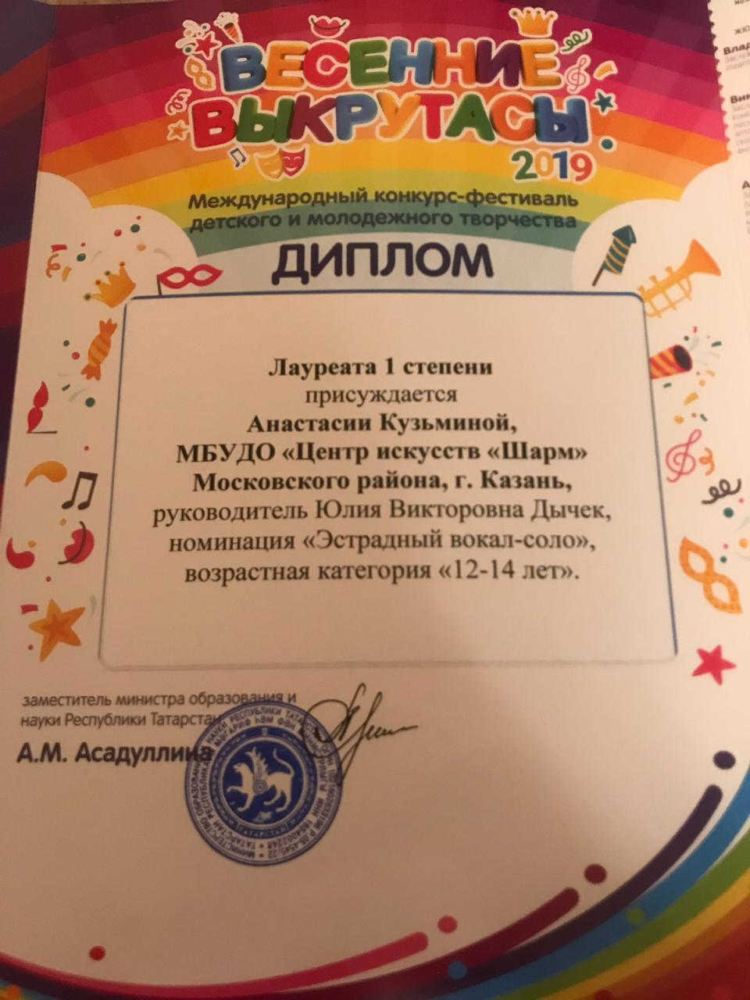 ВЕСЕННИЕ
ВЫКРУТАСЫ
2019
Международный конкурс-фестиваль
детского и молодежного творчества
ДИПЛОМ
Лауреата 1 степени
присуждается
Анастасии Кузьминой,
МБУДО «Центр искусств «Шарм»
Московского района, г. Казань,
руководитель Юлия Викторовна Дычек,
номинация «Эстрадный вокал-соло»,
возрастная категория «12-14 лет».
заместитель министра образования и
науки Республики Татарстан
А.М. Асадуллина
ТАТАРСТАН